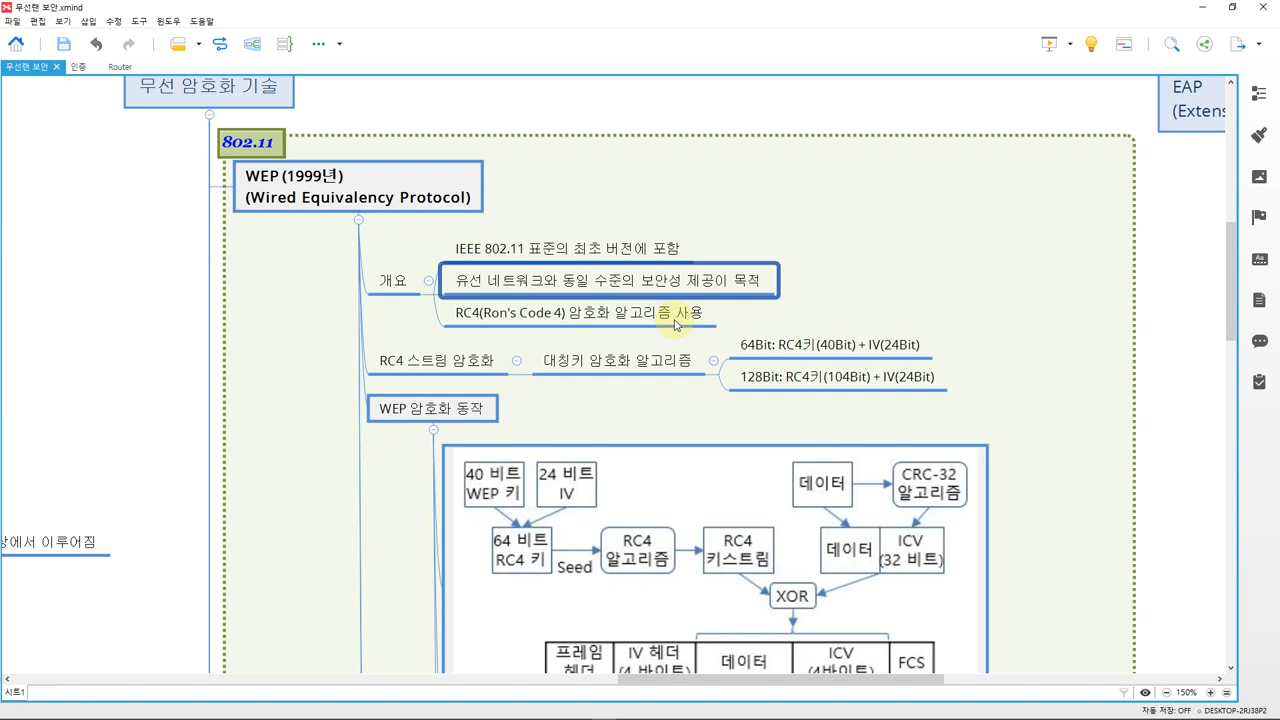 무선랜 보안.xmind
파일 편집 보기 삽입 수정 도구 윈도우 도움말
무선랜 보안 인증 Router
무선 암호화 기술
EAP
(Extens
802.11
WEP (1999년)
(Wired Equivalency Protocol)
IEEE 802.11 표준의 최초 버전에 포함
개요
유선 네트워크와 동일 수준의 보안성 제공이 목적
RC4(Ron's Code 4) 암호화 알고리즘 사용
64Bit: RC4키(40Bit) + IV(24Bit)
RC4 스트림 암호화
대칭키 암호화 알고리즘
128Bit: RC4키(104Bit) + IV(24Bit)
WEP 암호화 동작
40 비트
WEP 키
24 비트
IV
데이터
CRC-32
알고리즘
상에서 이루어짐
64 비트
RC4 키
Seed
RC4
알고리즘
RC4
키스트림
데이터
ICV
(32 비트)
XOR
프레임
헤더
IV 헤더
(4 바이트)
데이터
ICV
(4바이트)
FCS
시트1
150%
자동 저장: OFF DESKTOP-2RJ38P2